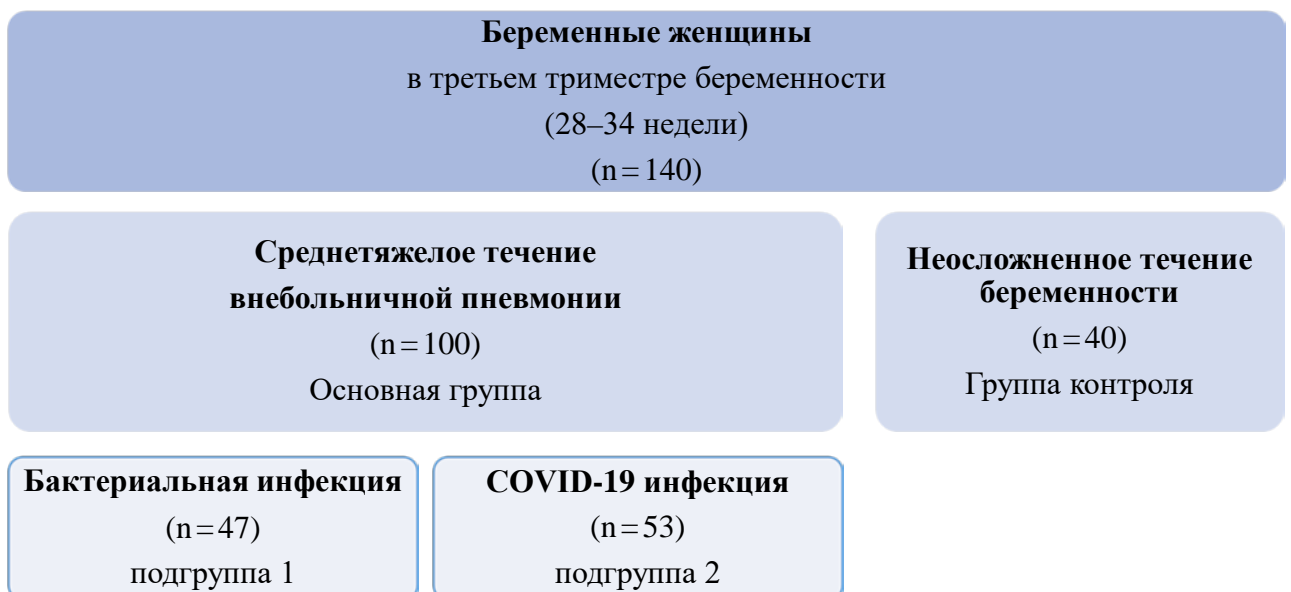 Беременные женщины
в третьем триместре беременности
(28–34 недели)
(n=140)
Среднетяжелое течение
внебольничной пневмонии
(n=100)
Основная группа
Неосложненное течение
беременности
(n=40)
Группа контроля
Бактериальная инфекция
(n=47)
подгруппа 1
COVID-19 инфекция
(n=53)
подгруппа 2